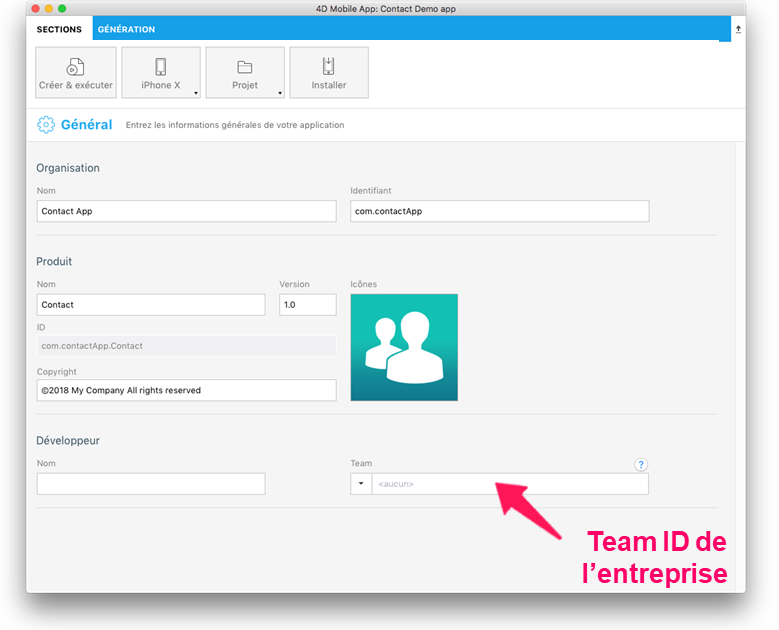 4D Mobile App: Contact Demo app
SECTIONS GÉNÉRATION
Créer & exécuter iPhone X Projet Installer
Général Entrez les informations générales de votre application
Organisation
Nom Identifiant
Contact App com.contactApp
Produit
Nom Version Icônes
Contact 1.0
ID
com.contactApp.Contact
Copyright
©2018 My Company All rights reserved
Développeur
Nom Team ?
<aucun>
Team ID de
l’entreprise